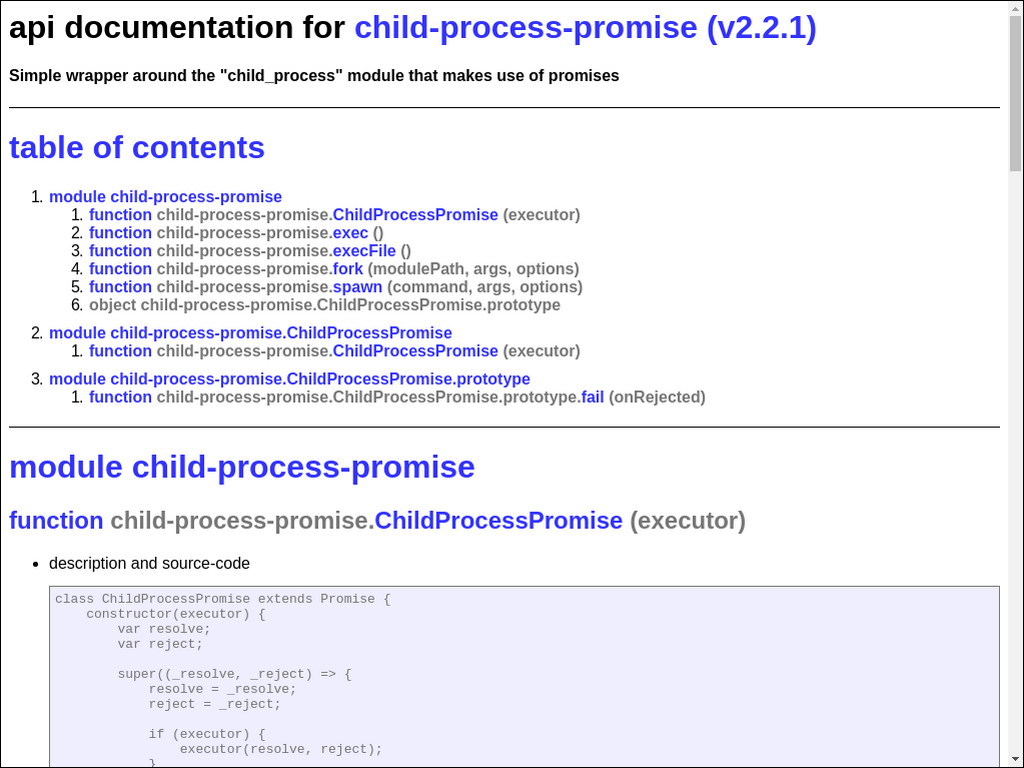 api documentation for child-process-promise (v2.2.1)
Simple wrapper around the "child_process" module that makes use of promises
table of contents
1. module child-process-promise
1. function child-process-promise.ChildProcessPromise (executor)
2. function child-process-promise.exec ()
3. function child-process-promise.execFile ()
4. function child-process-promise.fork (modulePath, args, options)
5. function child-process-promise.spawn (command, args, options)
6. object child-process-promise.ChildProcessPromise.prototype
2. module child-process-promise.ChildProcessPromise
1. function child-process-promise.ChildProcessPromise (executor)
3. module child-process-promise.ChildProcessPromise.prototype
1. function child-process-promise.ChildProcessPromise.prototype.fail (onRejected)
module child-process-promise
function child-process-promise.ChildProcessPromise (executor)
• description and source-code
class ChildProcessPromise extends Promise {
    constructor(executor) {
        var resolve;
        var reject;
        super((_resolve, _reject) => {
            resolve = _resolve;
            reject = _reject;
            if (executor) {
                executor(resolve, reject);
            }